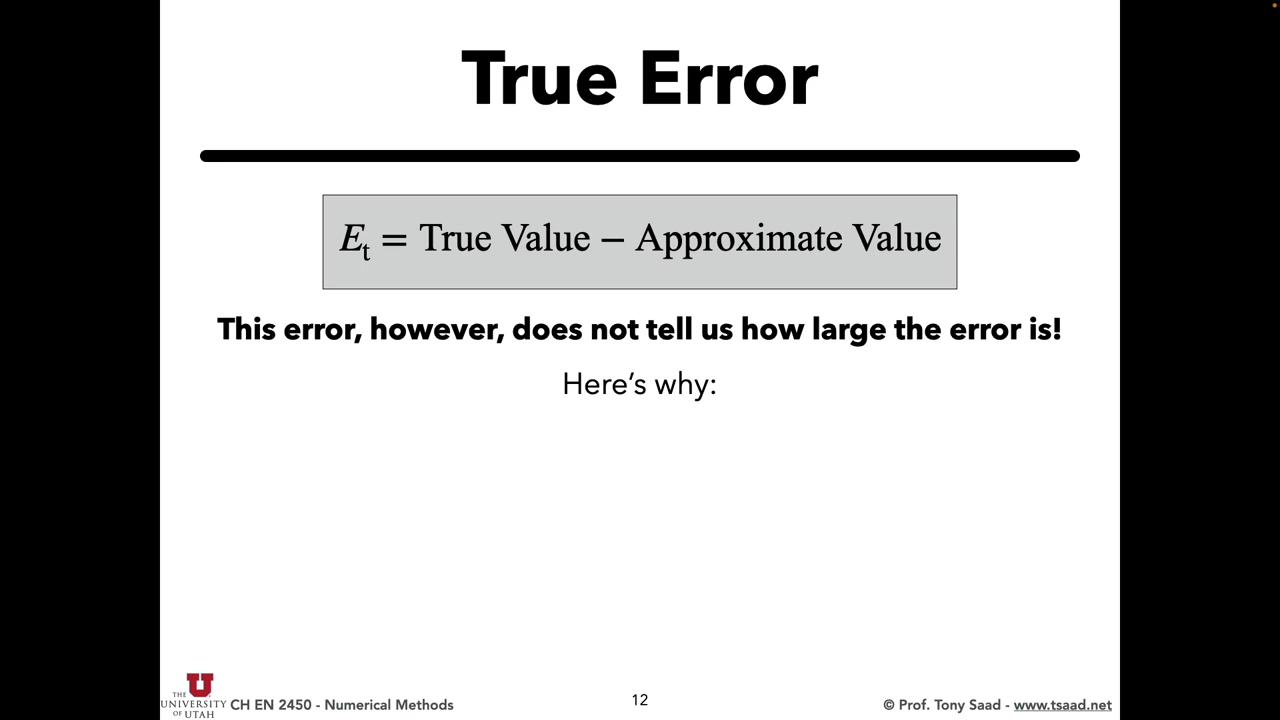 True Error
Eₜ = True Value − Approximate Value
This error, however, does not tell us how large the error is!
Here’s why:
THE
UNIVERSITY
OF UTAH
CH EN 2450 - Numerical Methods
12
© Prof. Tony Saad - www.tsaad.net